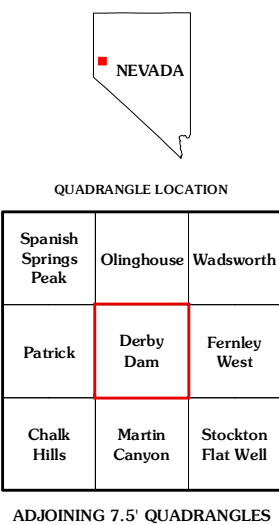 NEVADA
QUADRANGLE LOCATION
Spanish
Springs
Peak
Olinghouse
Wadsworth
Patrick
Derby
Dam
Fernley
West
Chalk
Hills
Martin
Canyon
Stockton
Flat Well
ADJOINING 7.5' QUADRANGLES